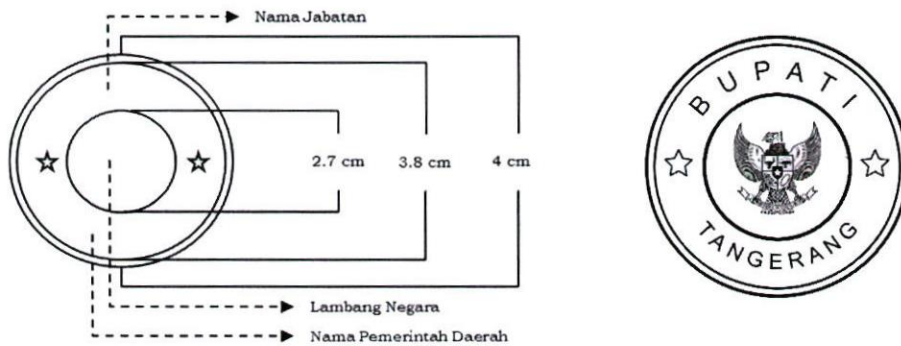 Nama Jabatan
2.7 cm
3.8 cm
4 cm
Lambang Negara
Nama Pemerintah Daerah
BUPATI
TANGERANG